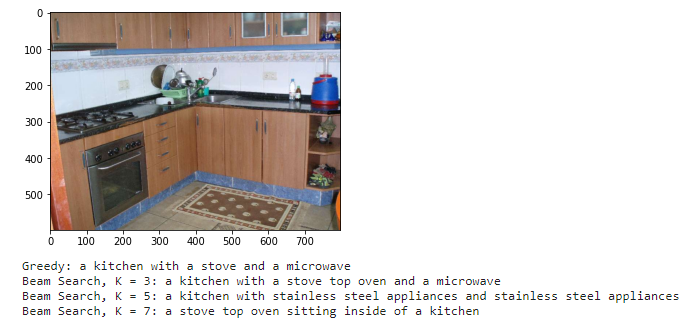 0
100
200
300
400
500
0 100 200 300 400 500 600 700
Greedy: a kitchen with a stove and a microwave
Beam Search, K = 3: a kitchen with a stove top oven and a microwave
Beam Search, K = 5: a kitchen with stainless steel appliances and stainless steel appliances
Beam Search, K = 7: a stove top oven sitting inside of a kitchen